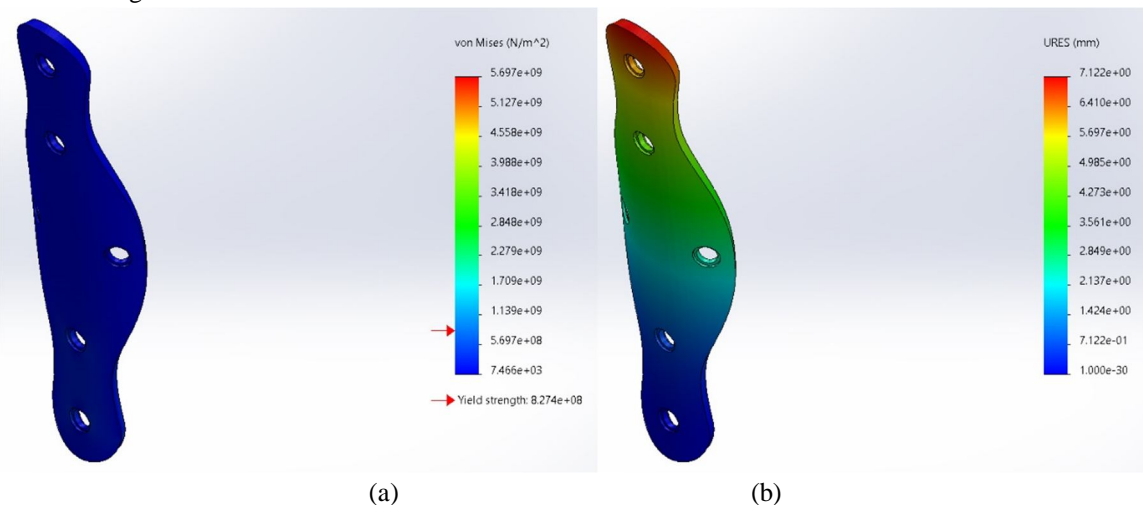 von Mises (N/m^2)
5.697e+09
5.127e+09
4.558e+09
3.988e+09
3.418e+09
2.848e+09
2.279e+09
1.709e+09
1.139e+09
5.697e+08
7.466e+03
Yield strength: 8.274e+08
URES (mm)
7.122e+00
6.410e+00
5.697e+00
4.985e+00
4.273e+00
3.561e+00
2.849e+00
2.137e+00
1.424e+00
7.122e-01
1.000e-30
(a)
(b)